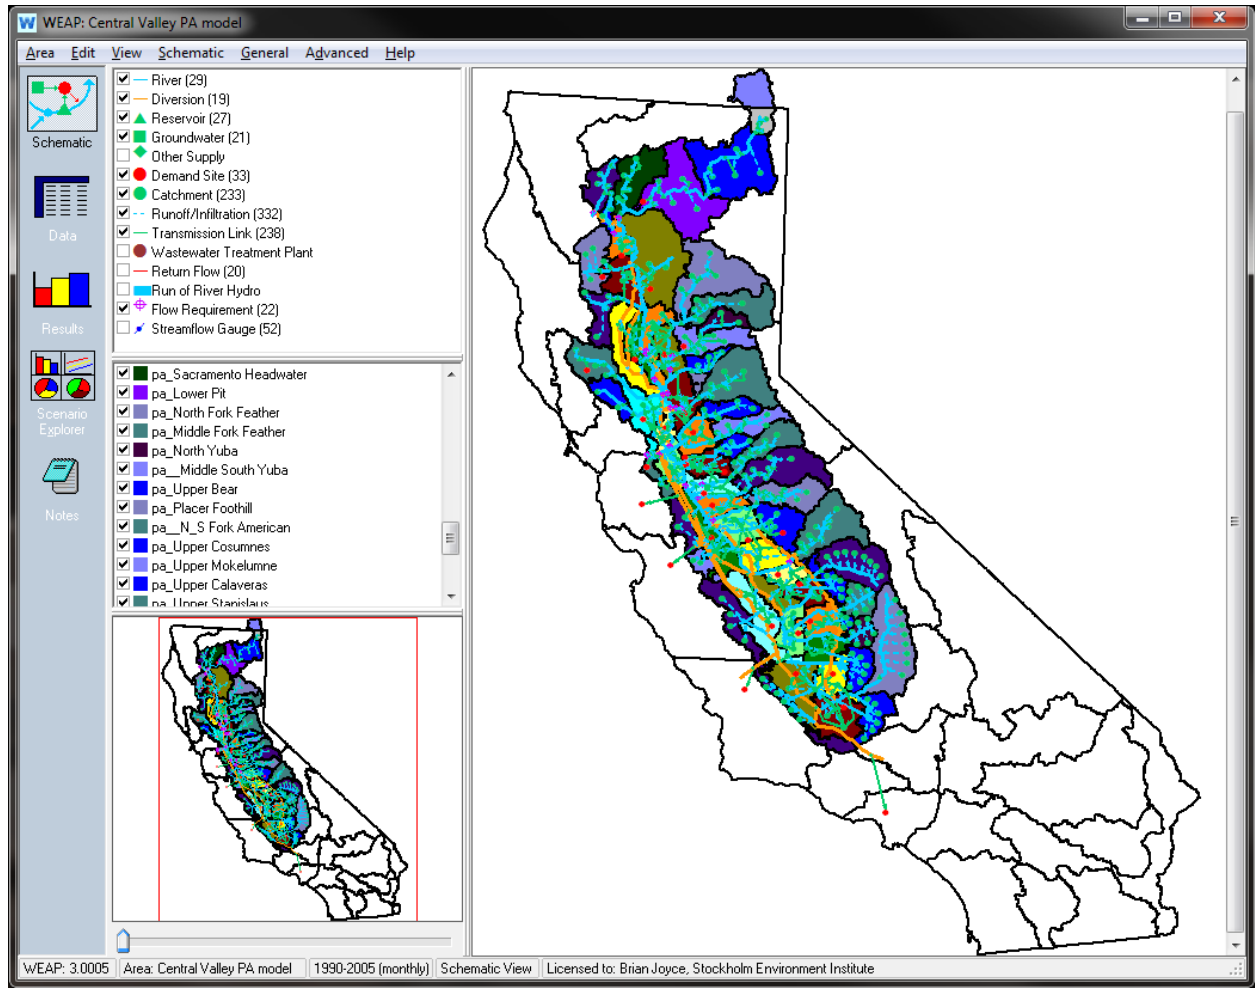 WEAP: Central Valley PA model
Area Edit View Schematic General Advanced Help
Schematic
Data
Results
Scenario
Explorer
Notes
River (29)
Diversion (19)
Reservoir (27)
Groundwater (21)
Other Supply
Demand Site (33)
Catchment (233)
Runoff/Infiltration (332)
Transmission Link (238)
Wastewater Treatment Plant
Return Flow (20)
Run of River Hydro
Flow Requirement (22)
Streamflow Gauge (52)
pa_Sacramento Headwater
pa_Lower Pit
pa_North Fork Feather
pa_Middle Fork Feather
pa_North Yuba
pa__Middle South Yuba
pa_Upper Bear
pa_Placer Foothill
pa__N_S Fork American
pa_Upper Cosumnes
pa_Upper Mokelumne
pa_Upper Calaveras
pa_Upper Stanislaus
WEAP: 3.0005 Area: Central Valley PA model 1990-2005 (monthly) Schematic View Licensed to: Brian Joyce, Stockholm Environment Institute